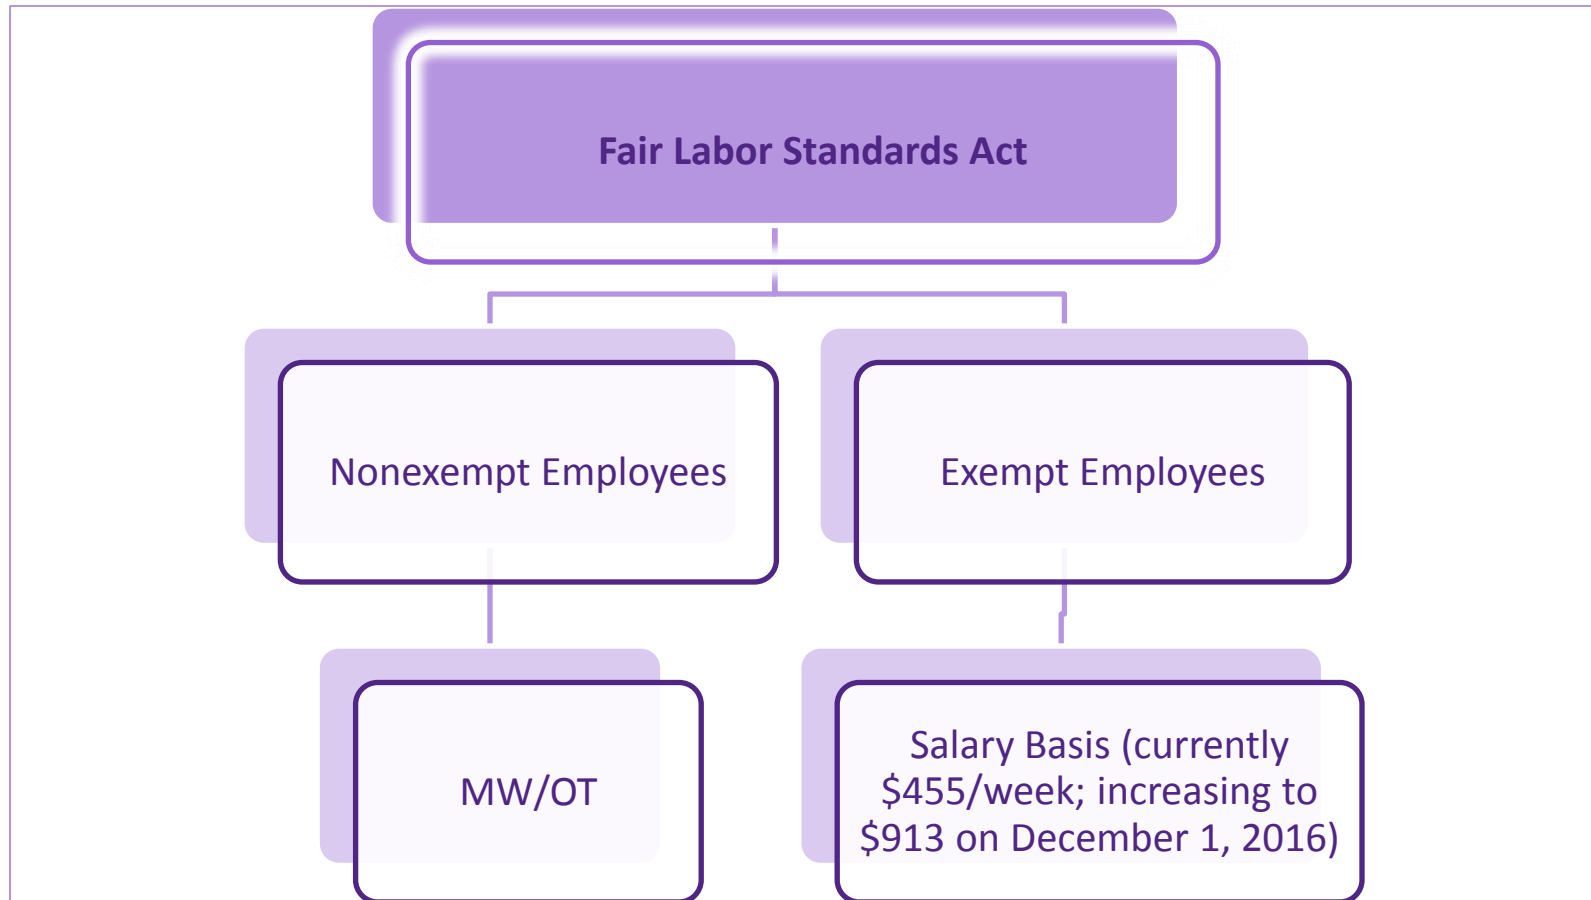 Fair Labor Standards Act
Nonexempt Employees
Exempt Employees
MW/OT
Salary Basis (currently
$455/week; increasing to
$913 on December 1, 2016)